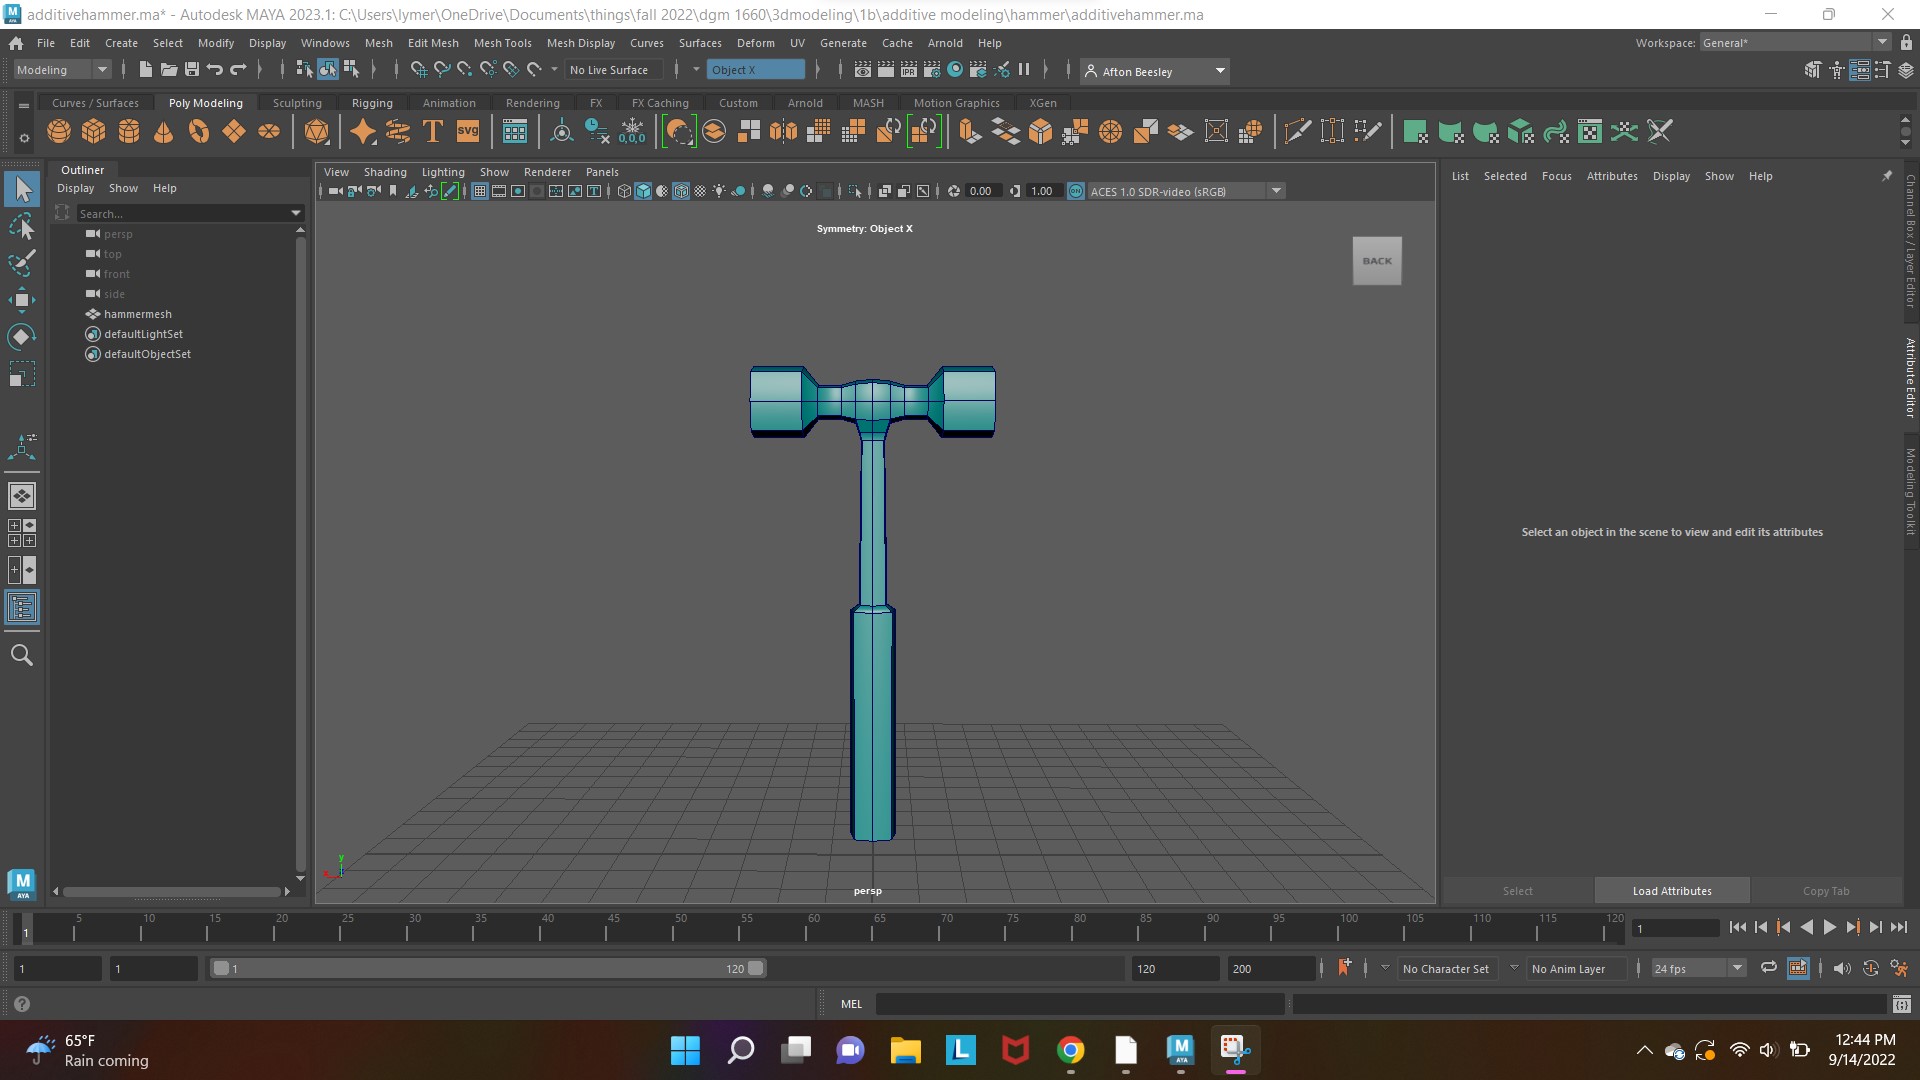 additivehammer.ma* - Autodesk MAYA 2023.1: C:\Users\lymer\OneDrive\Documents\things\fall 2022\dgm 1660\3dmodeling\1b\additive modeling\hammer\additivehammer.ma
File Edit Create Select Modify Display Windows Mesh Edit Mesh Mesh Tools Mesh Display Curves Surfaces Deform UV Generate Cache Arnold Help Workspace: General*
Modeling No Live Surface Object X Afton Beesley
Curves / Surfaces Poly Modeling Sculpting Rigging Animation Rendering FX FX Caching Custom Arnold MASH Motion Graphics XGen
T svg 0,0,0 IPR
Outliner
Display Show Help
Search...
persp
top
front
side
hammermesh
defaultLightSet
defaultObjectSet
View Shading Lighting Show Renderer Panels
0.00 1.00 ON ACES 1.0 SDR-video (sRGB)
Symmetry: Object X
BACK
y
x
persp
List Selected Focus Attributes Display Show Help
Select an object in the scene to view and edit its attributes
Select Load Attributes Copy Tab
Channel Box / Layer Editor
Attribute Editor
Modeling Toolkit
M
AYA
5 10 15 20 25 30 35 40 45 50 55 60 65 70 75 80 85 90 95 100 105 110 115 120
1 1
1 1 1 120 120 200 No Character Set No Anim Layer 24 fps
MEL
65°F
Rain coming
L
M
AYA
12:44 PM
9/14/2022